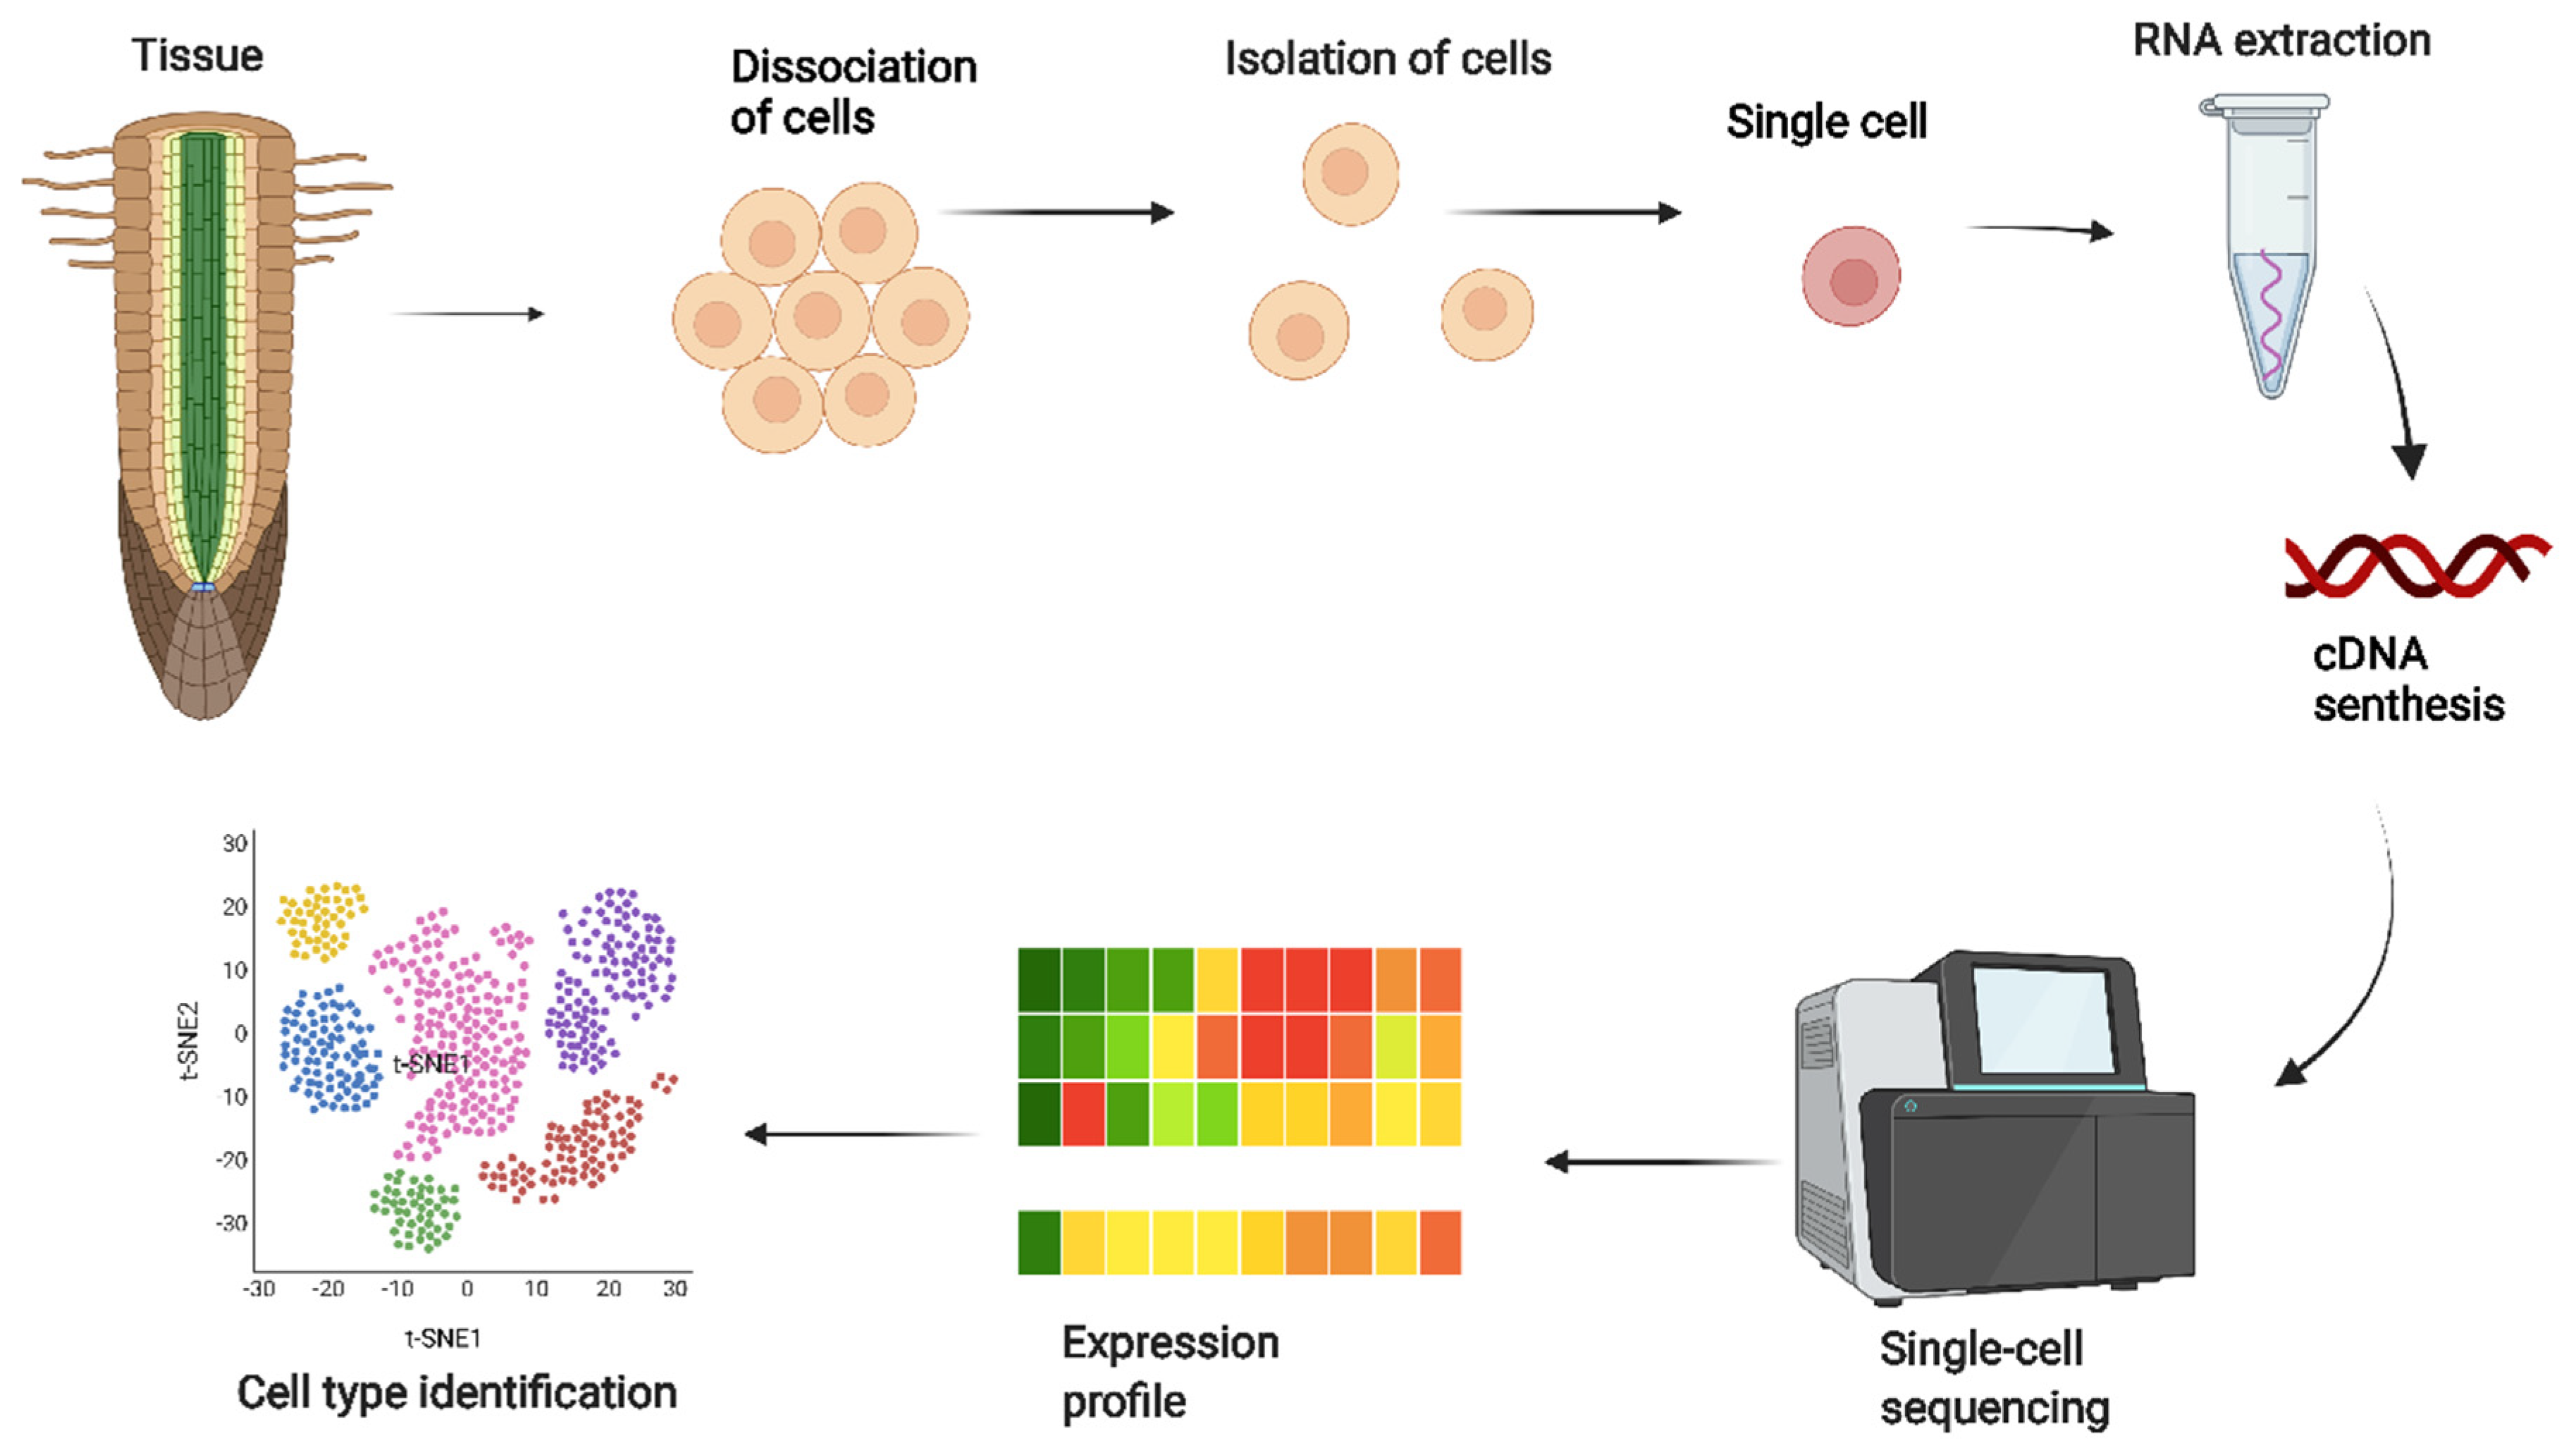 Tissue
Dissociation
of cells
Isolation of cells
Single cell
RNA extraction
cDNA
senthesis
30
20
10
0
-10
-20
-30
t-SNE2
t-SNE1
-30 -20 -10 0 10 20 30
t-SNE1
Cell type identification
Expression
profile
Single-cell
sequencing